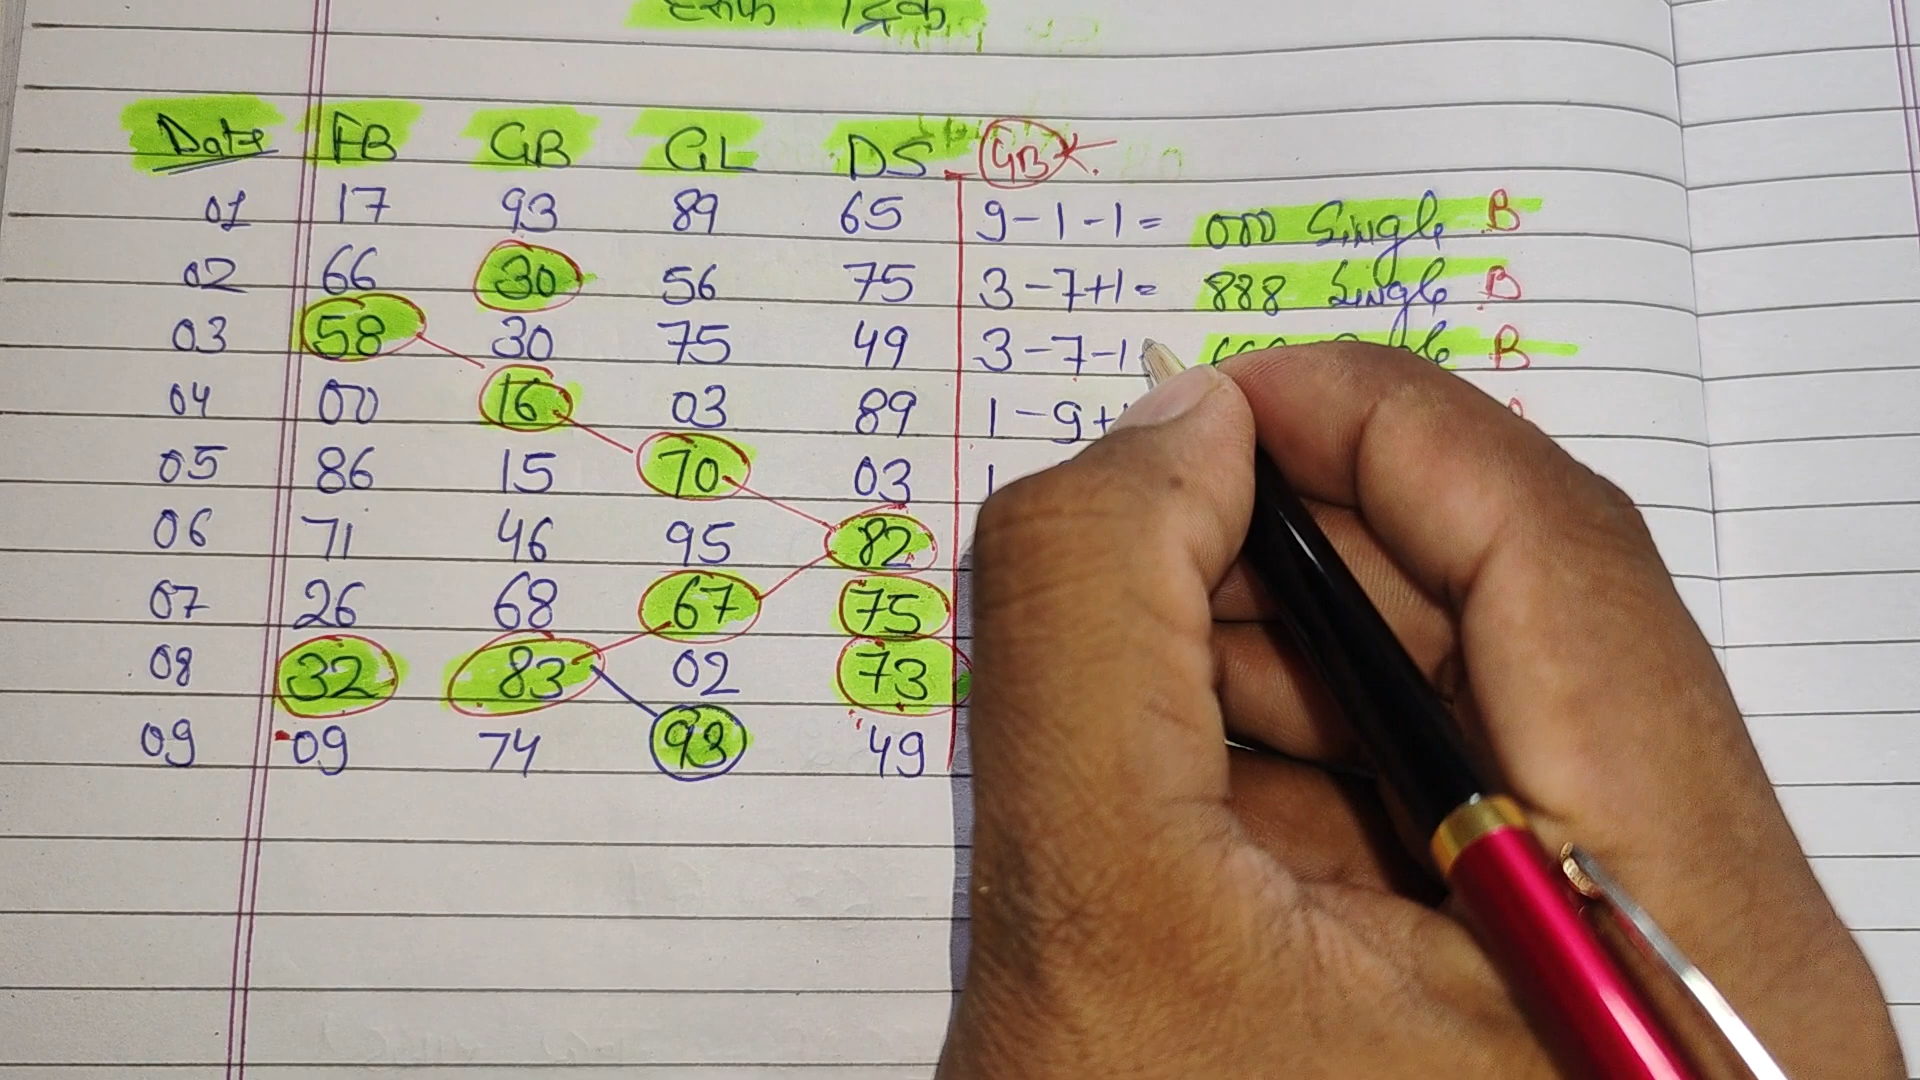 हरूफ ट्रिक
Date FB GB GL DS GB
01 17 93 89 65 9-1-1= 000 Single B
02 66 30 56 75 3-7+1= 888 Single B
03 58 30 75 49 3-7-1 B
04 00 16 03 89 1-9+
05 86 15 70 03 1
06 71 46 95 82
07 26 68 67 75
08 32 83 02 73
09 09 74 93 49